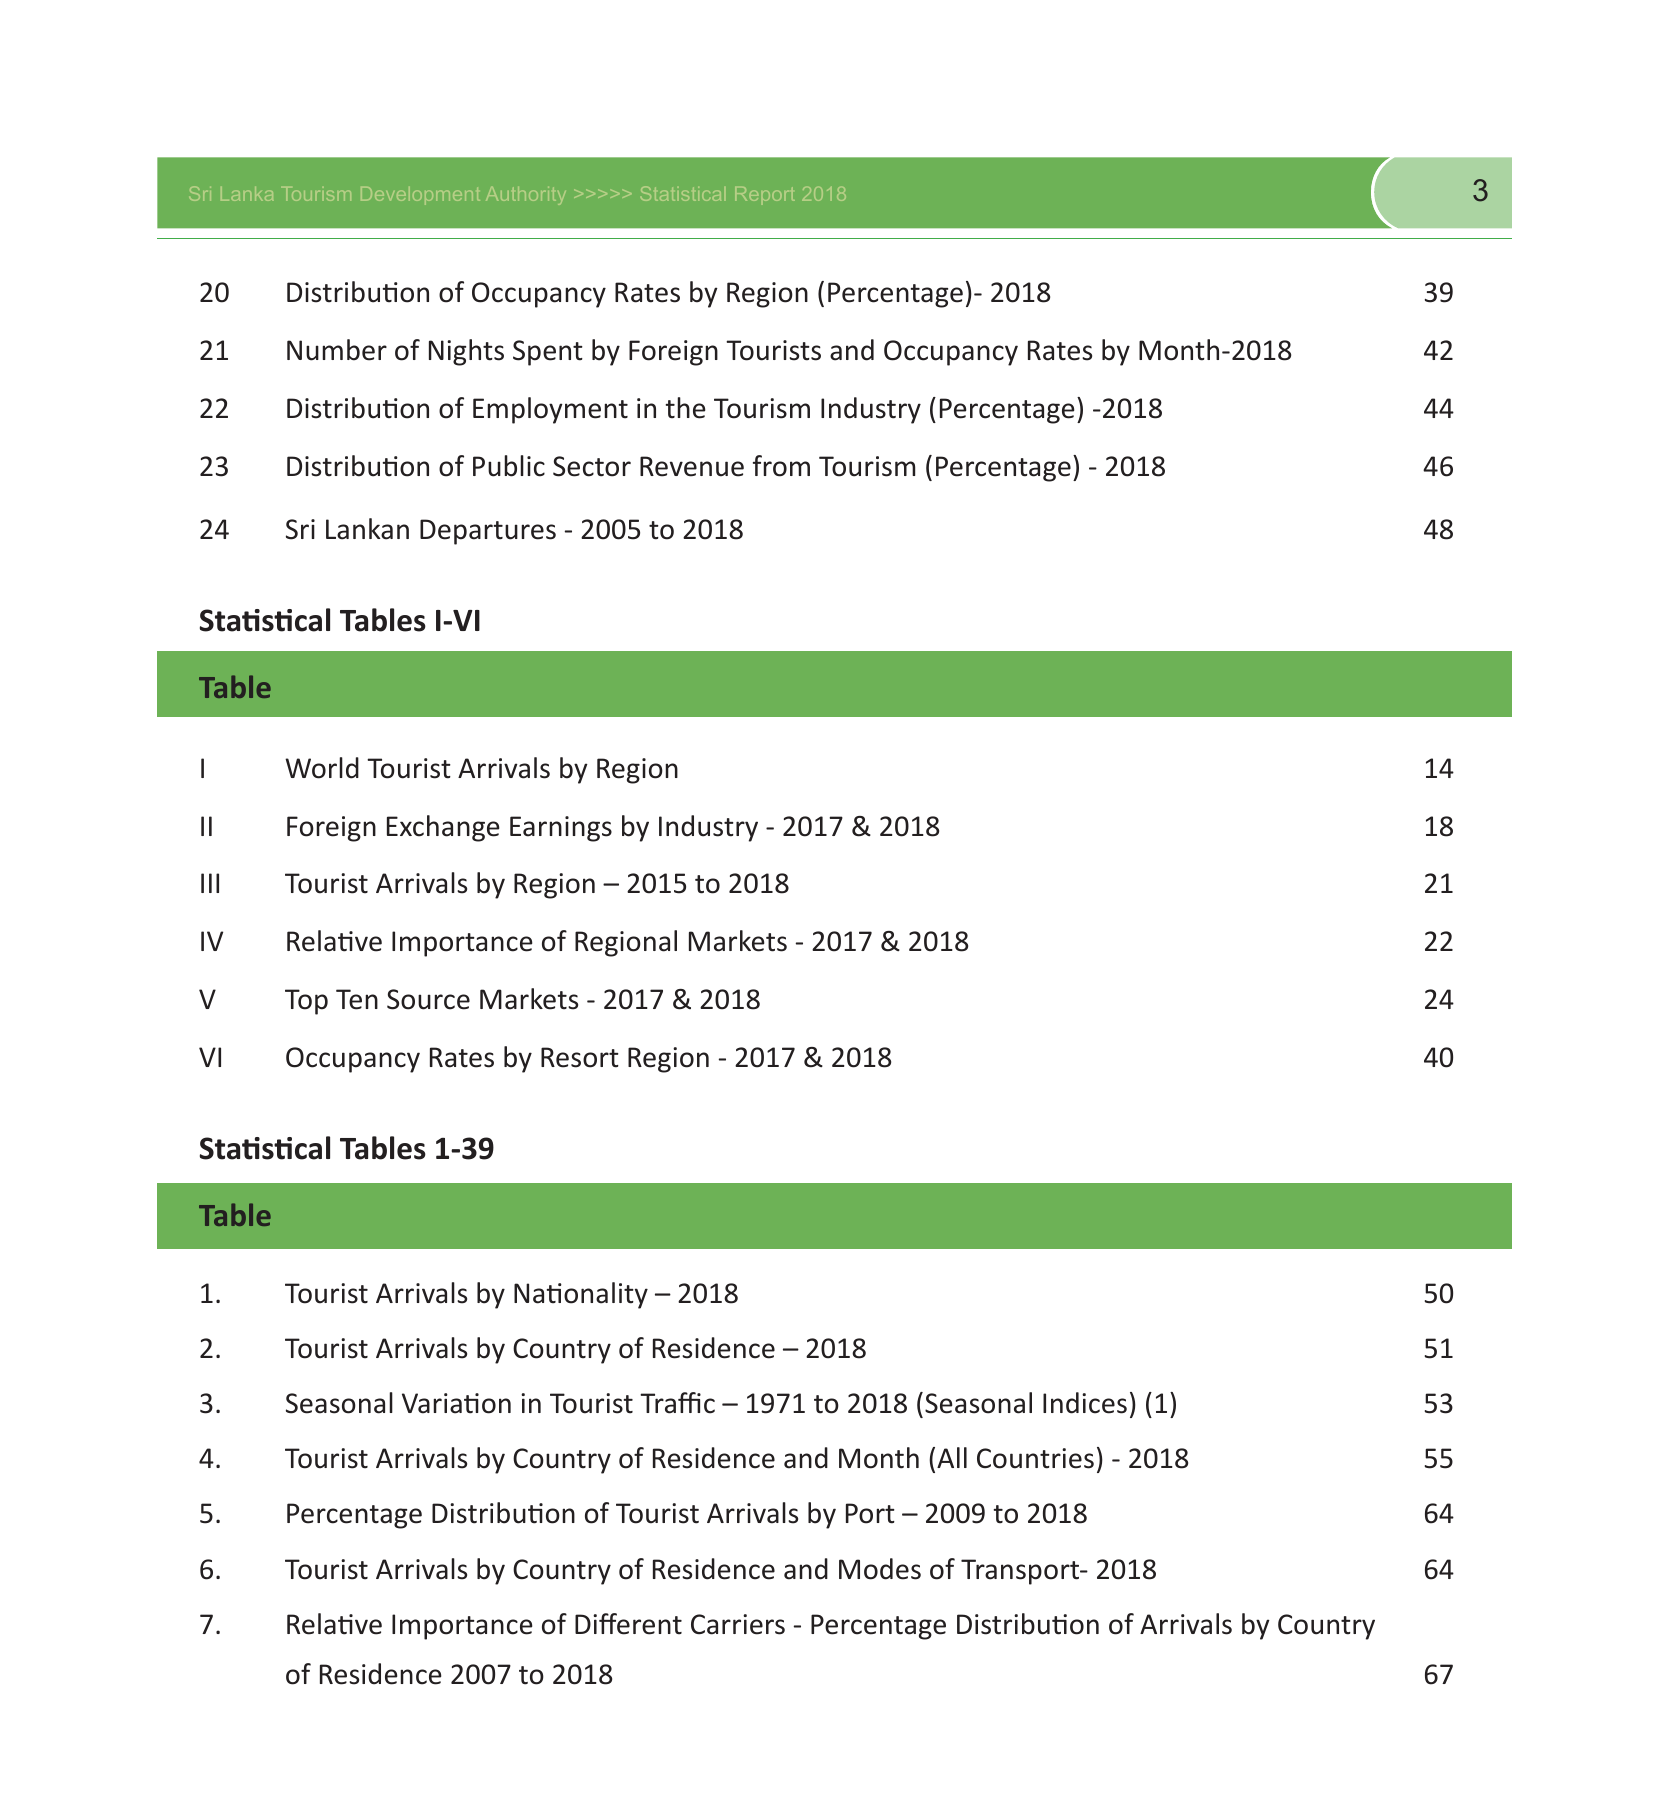 Sri Lanka Tourism Development Authority >>>>> Statistical Report 2018 3
20 Distribution of Occupancy Rates by Region (Percentage)- 2018 39
21 Number of Nights Spent by Foreign Tourists and Occupancy Rates by Month-2018 42
22 Distribution of Employment in the Tourism Industry (Percentage) -2018 44
23 Distribution of Public Sector Revenue from Tourism (Percentage) - 2018 46
24 Sri Lankan Departures - 2005 to 2018 48
Statistical Tables I-VI
Table
I World Tourist Arrivals by Region 14
II Foreign Exchange Earnings by Industry - 2017 & 2018 18
III Tourist Arrivals by Region – 2015 to 2018 21
IV Relative Importance of Regional Markets - 2017 & 2018 22
V Top Ten Source Markets - 2017 & 2018 24
VI Occupancy Rates by Resort Region - 2017 & 2018 40
Statistical Tables 1-39
Table
1. Tourist Arrivals by Nationality – 2018 50
2. Tourist Arrivals by Country of Residence – 2018 51
3. Seasonal Variation in Tourist Traffic – 1971 to 2018 (Seasonal Indices) (1) 53
4. Tourist Arrivals by Country of Residence and Month (All Countries) - 2018 55
5. Percentage Distribution of Tourist Arrivals by Port – 2009 to 2018 64
6. Tourist Arrivals by Country of Residence and Modes of Transport- 2018 64
7. Relative Importance of Different Carriers - Percentage Distribution of Arrivals by Country
of Residence 2007 to 2018 67